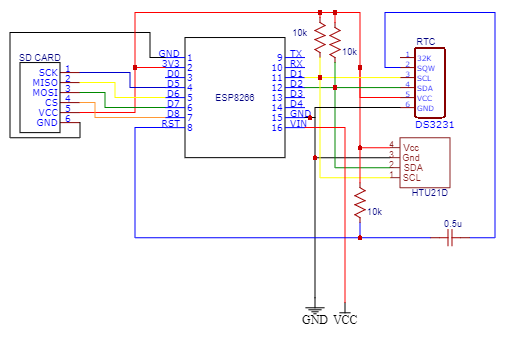 SD CARD
SCK 1
MISO 2
MOSI 3
CS 4
VCC 5
GND 6
GND 1
3V3 2
D0 3
D5 4
D6 5
D7 6
D8 7
RST 8
ESP8266
9 TX
10 RX
11 D1
12 D2
13 D3
14 D4
15 GND
16 VIN
10k
10k
RTC
1 32K
2 SQW
3 SCL
4 SDA
5 VCC
6 GND
DS3231
4 Vcc
3 Gnd
2 SDA
1 SCL
HTU21D
10k
0.5u
GND VCC